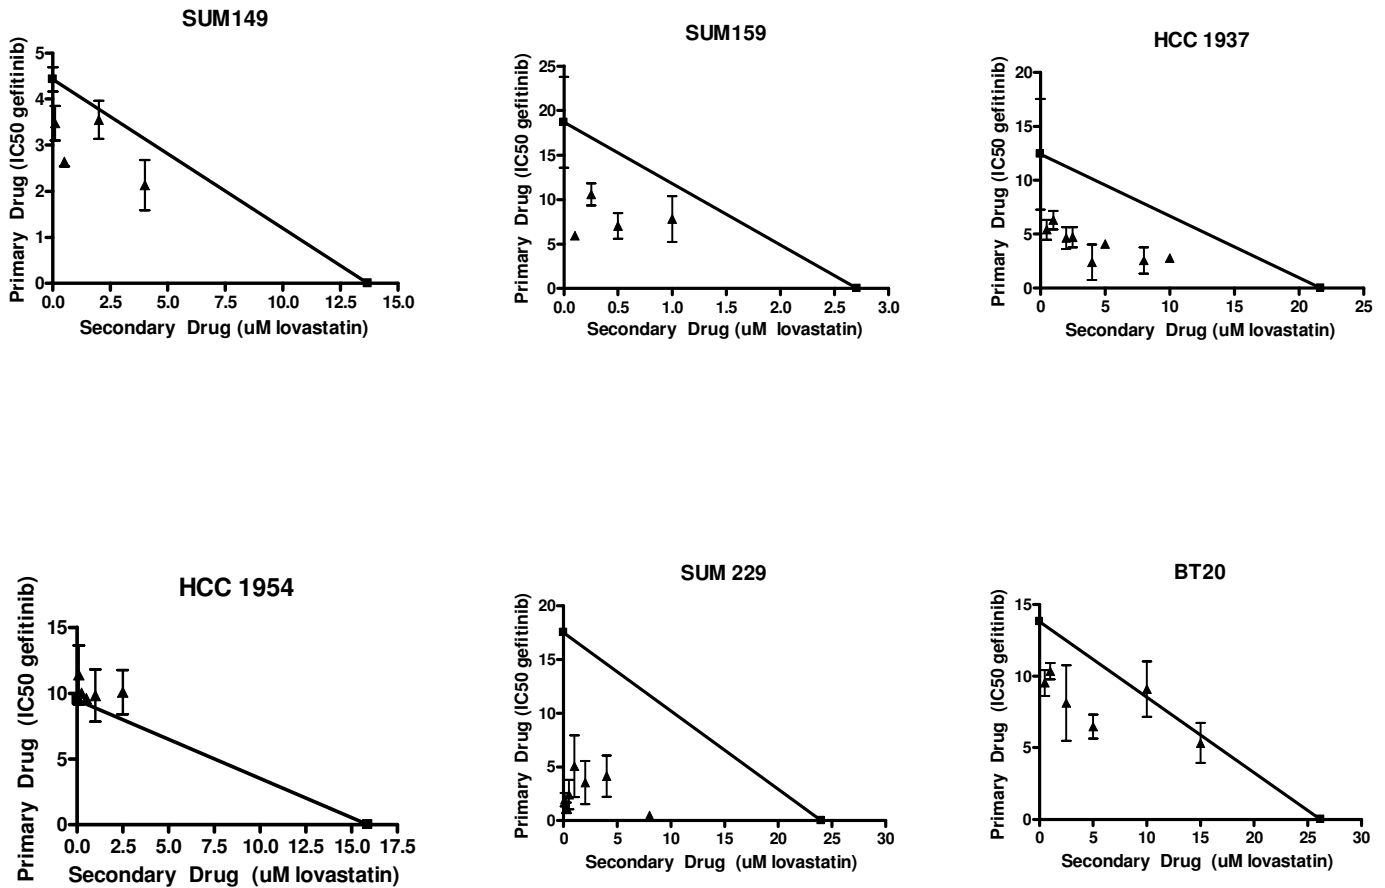 SUM149
Primary Drug (IC50 gefitinib)
5
4
3
2
1
0
0.0 2.5 5.0 7.5 10.0 12.5 15.0
Secondary Drug (uM lovastatin)
SUM159
Primary Drug (IC50 gefitinib)
25
20
15
10
5
0
0.0 0.5 1.0 1.5 2.0 2.5 3.0
Secondary Drug (uM lovastatin)
HCC 1937
Primary Drug (IC50 gefitinib)
20
15
10
5
0
0 5 10 15 20 25
Secondary Drug (uM lovastatin)
HCC 1954
Primary Drug (IC50 gefitinib)
15
10
5
0
0.0 2.5 5.0 7.5 10.0 12.5 15.0 17.5
Secondary Drug (uM lovastatin)
SUM 229
Primary Drug (IC50 gefitinib)
20
15
10
5
0
0 5 10 15 20 25 30
Secondary Drug (uM lovastatin)
BT20
Primary Drug (IC50 gefitinib)
15
10
5
0
0 5 10 15 20 25 30
Secondary Drug (uM lovastatin)